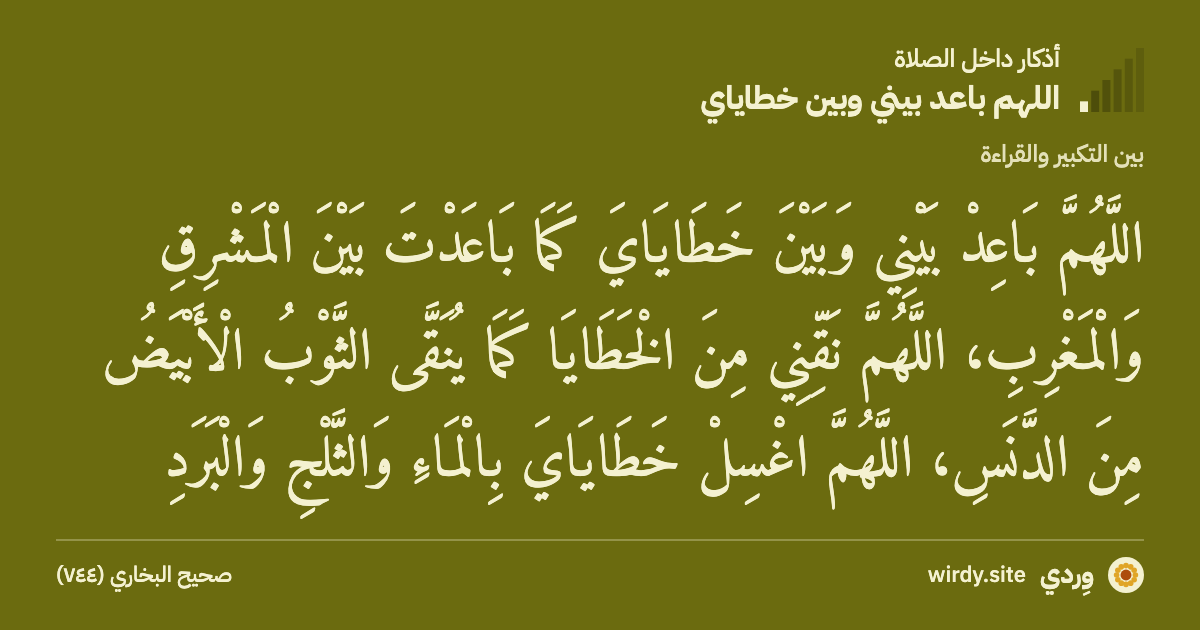 أذكار داخل الصلاة
اللهم باعد بيني وبين خطاياي
بين التكبير والقراءة
اللَّهُمَّ بَاعِدْ بَيْنِي وَبَيْنَ خَطَايَايَ كَمَا بَاعَدْتَ بَيْنَ الْمَشْرِقِ
وَالْمَغْرِبِ، اللَّهُمَّ نَقِّنِي مِنَ الْخَطَايَا كَمَا يُنَقَّى الثَّوْبُ الْأَبْيَضُ
مِنَ الدَّنَسِ، اللَّهُمَّ اغْسِلْ خَطَايَايَ بِالْمَاءِ وَالثَّلْجِ وَالْبَرَدِ
وِردي wirdy.site
صحيح البخاري (٧٤٤)